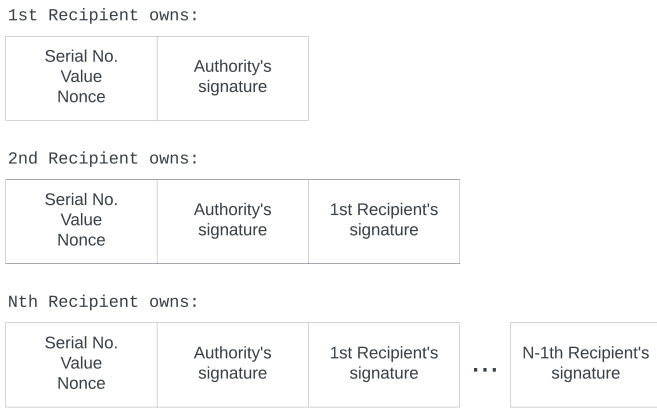 1st Recipient owns:
Serial No.
Value
Nonce
Authority's
signature
2nd Recipient owns:
Serial No.
Value
Nonce
Authority's
signature
1st Recipient's
signature
Nth Recipient owns:
Serial No.
Value
Nonce
Authority's
signature
1st Recipient's
signature
...
N-1th Recipient's
signature